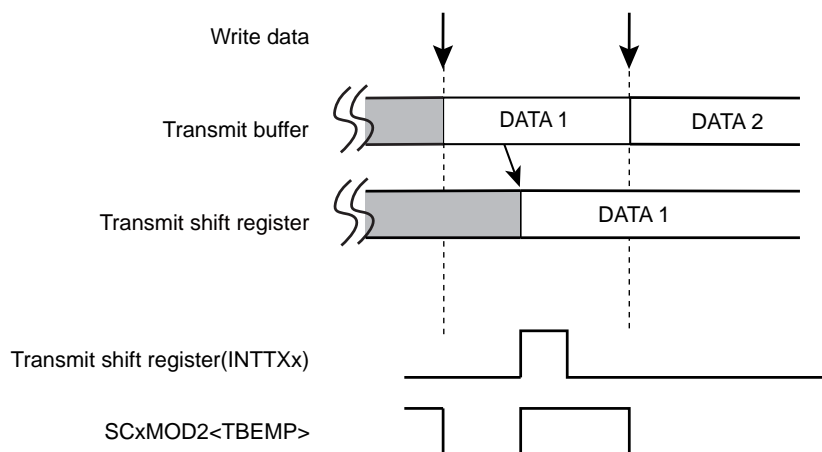 Write data
Transmit buffer
DATA 1
DATA 2
Transmit shift register
DATA 1
Transmit shift register(INTTXx)
SCxMOD2<TBEMP>